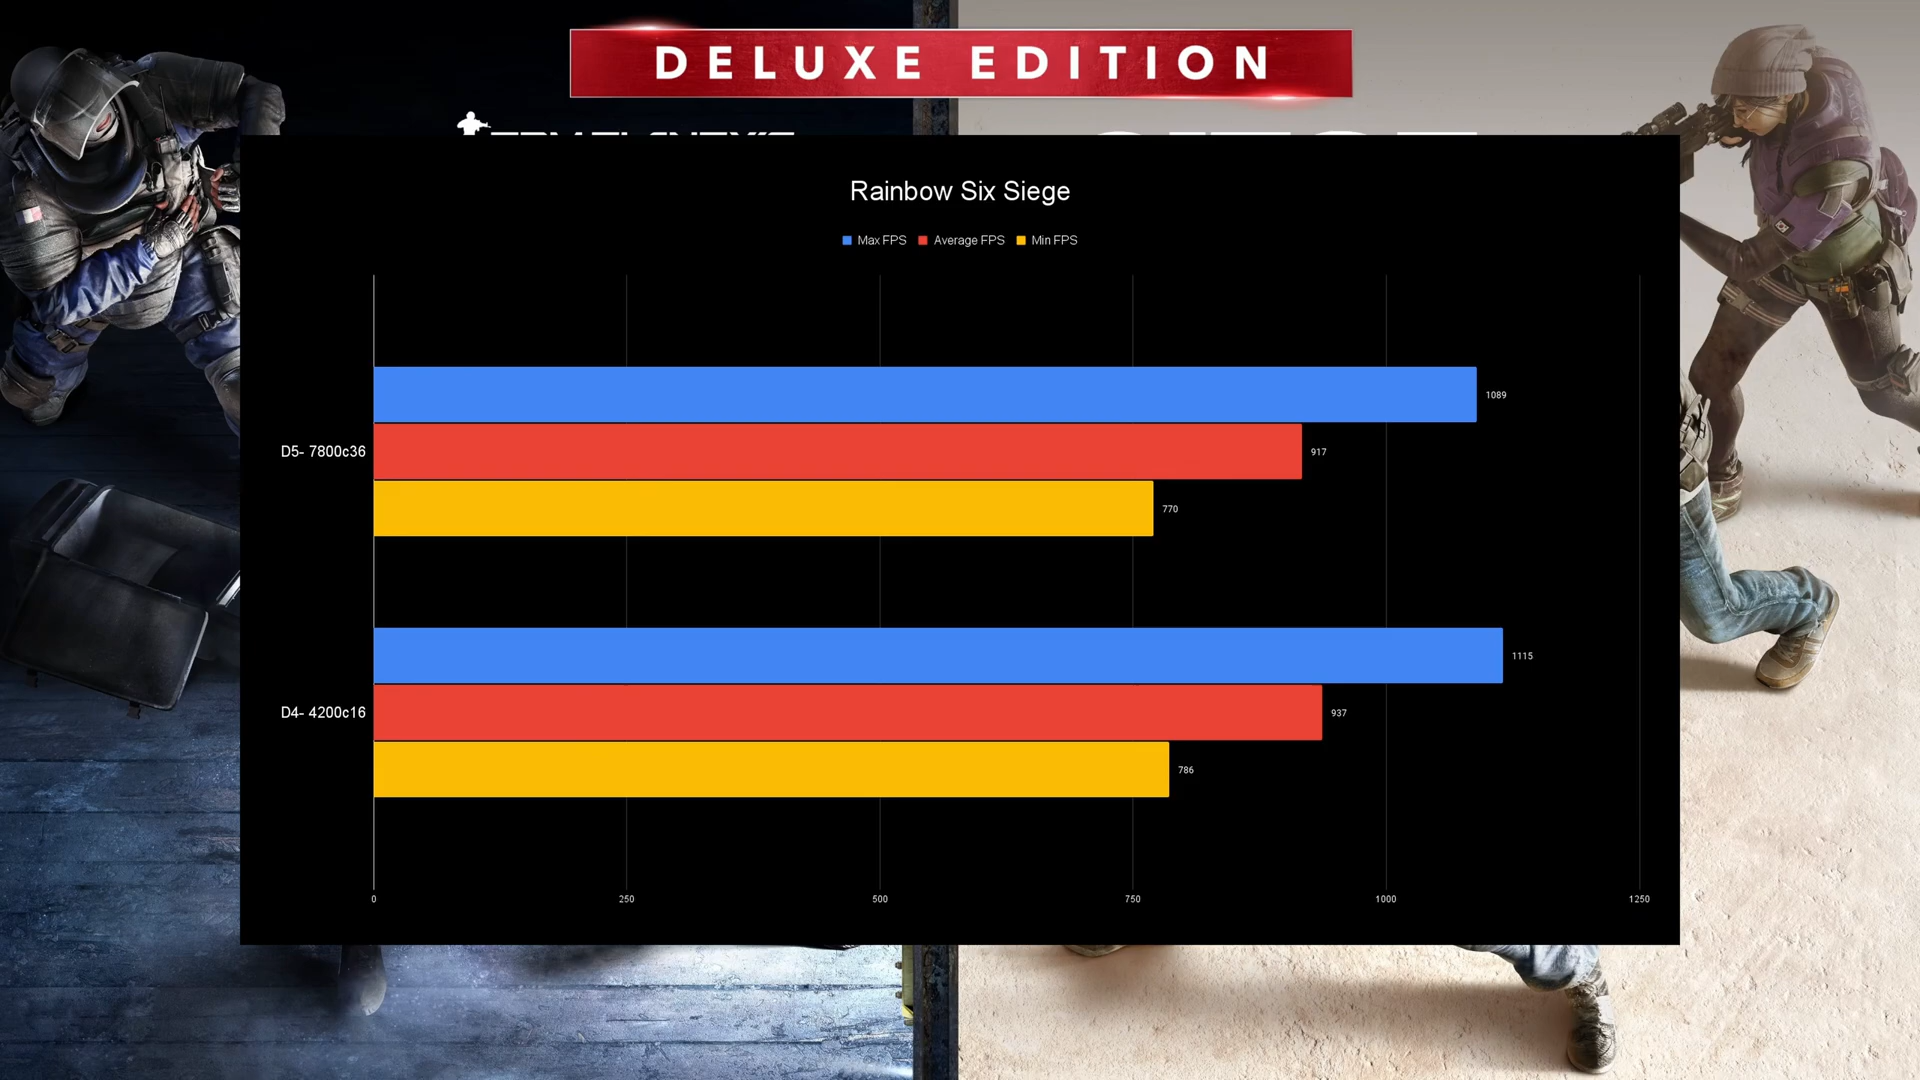 DELUXE EDITION
Rainbow Six Siege
Max FPS Average FPS Min FPS
1089
D5- 7800c36 917
770
1115
D4- 4200c16 937
786
0 250 500 750 1000 1250